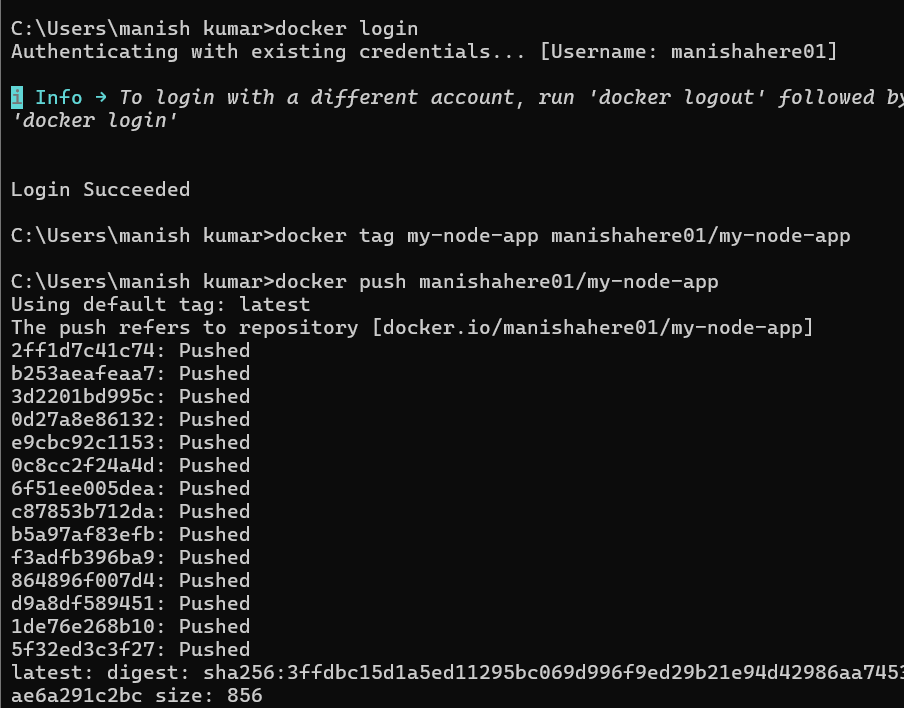 C:\Users\manish kumar>docker login
Authenticating with existing credentials... [Username: manishahere01]
i Info → To login with a different account, run 'docker logout' followed by
'docker login'
Login Succeeded
C:\Users\manish kumar>docker tag my-node-app manishahere01/my-node-app
C:\Users\manish kumar>docker push manishahere01/my-node-app
Using default tag: latest
The push refers to repository [docker.io/manishahere01/my-node-app]
2ff1d7c41c74: Pushed
b253aeafeaa7: Pushed
3d2201bd995c: Pushed
0d27a8e86132: Pushed
e9cbc92c1153: Pushed
0c8cc2f24a4d: Pushed
6f51ee005dea: Pushed
c87853b712da: Pushed
b5a97af83efb: Pushed
f3adfb396ba9: Pushed
864896f007d4: Pushed
d9a8df589451: Pushed
1de76e268b10: Pushed
5f32ed3c3f27: Pushed
latest: digest: sha256:3ffdbc15d1a5ed11295bc069d996f9ed29b21e94d42986aa7453
ae6a291c2bc size: 856